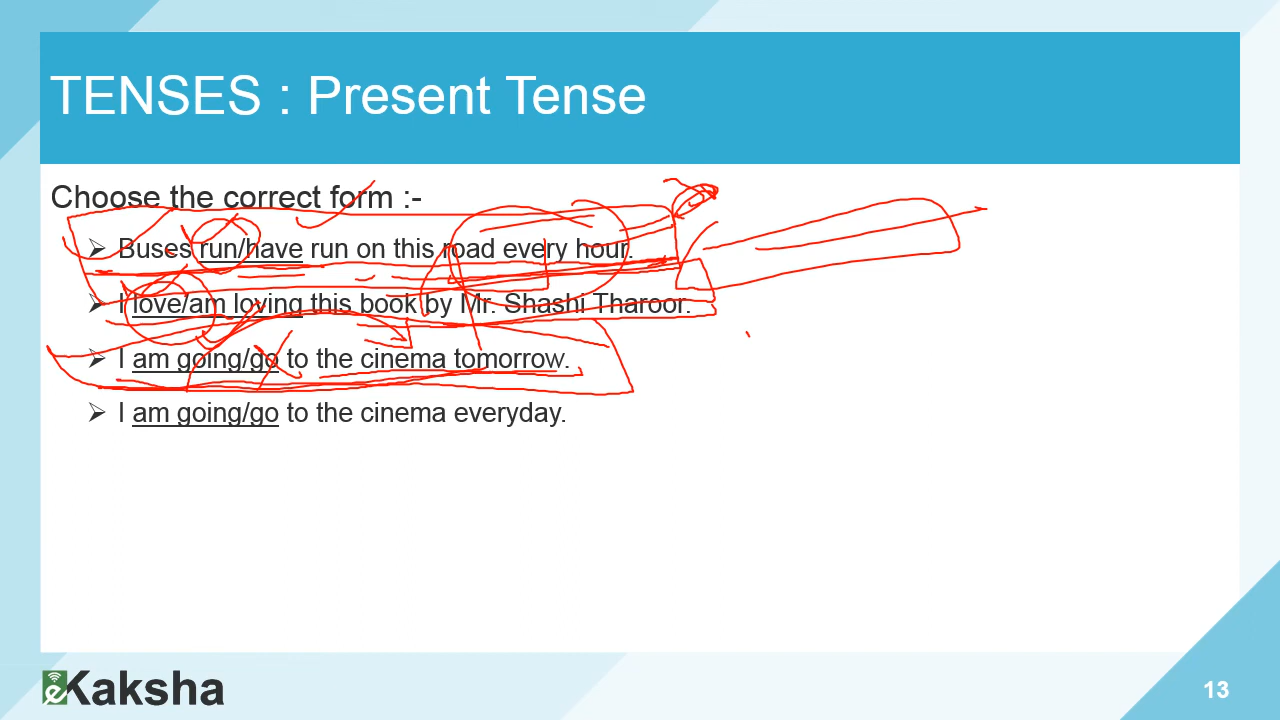 TENSES : Present Tense
Choose the correct form :-
➢ Buses run/have run on this road every hour.
➢ I love/am loving this book by Mr. Shashi Tharoor.
➢ I am going/go to the cinema tomorrow.
➢ I am going/go to the cinema everyday.
eKaksha
13